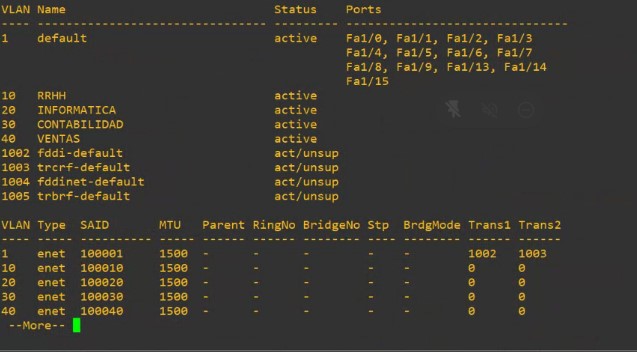 VLAN Name                             Status    Ports
---- -------------------------------- --------- -------------------------------
1    default                          active    Fa1/0, Fa1/1, Fa1/2, Fa1/3
                                                Fa1/4, Fa1/5, Fa1/6, Fa1/7
                                                Fa1/8, Fa1/9, Fa1/13, Fa1/14
                                                Fa1/15
10   RRHH                             active
20   INFORMATICA                      active
30   CONTABILIDAD                     active
40   VENTAS                           active
1002 fddi-default                     act/unsup
1003 trcrf-default                    act/unsup
1004 fddinet-default                  act/unsup
1005 trbrf-default                    act/unsup
VLAN Type  SAID       MTU   Parent RingNo BridgeNo Stp  BrdgMode Trans1 Trans2
---- ----- ---------- ----- ------ ------ -------- ---- -------- ------ ------
1    enet  100001     1500  -      -      -        -    -        1002   1003
10   enet  100010     1500  -      -      -        -    -        0      0
20   enet  100020     1500  -      -      -        -    -        0      0
30   enet  100030     1500  -      -      -        -    -        0      0
40   enet  100040     1500  -      -      -        -    -        0      0
--More--